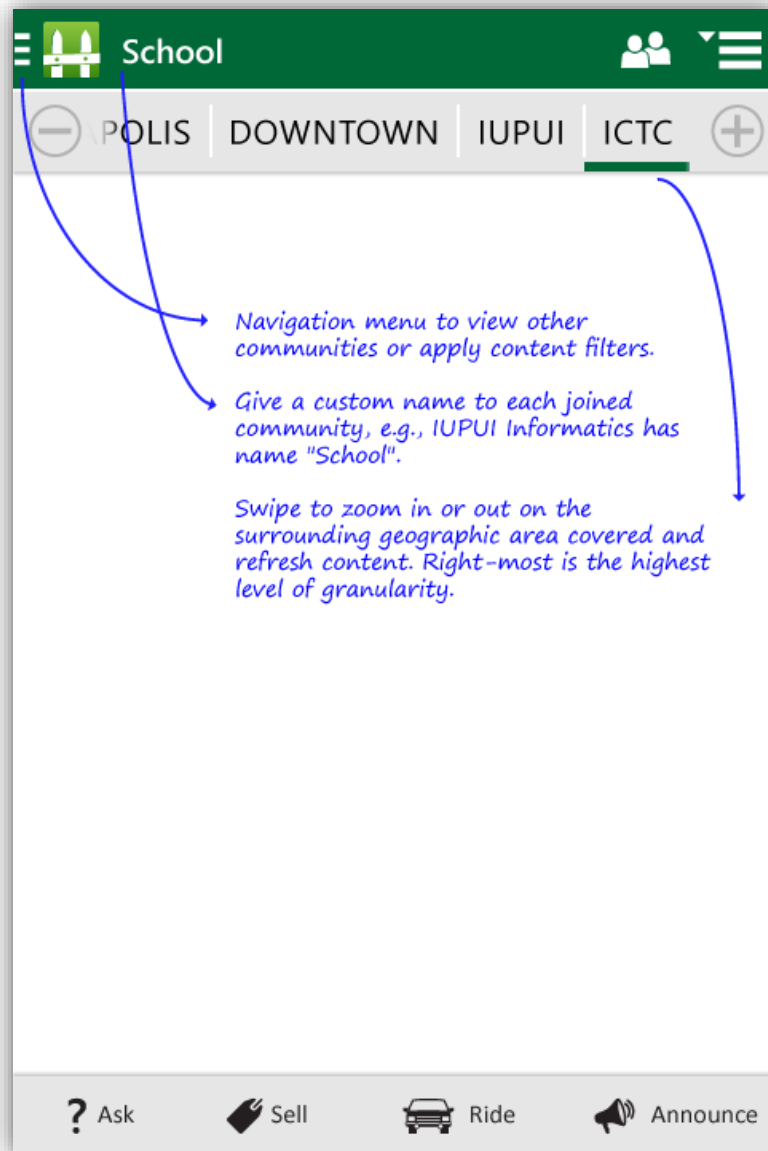 School
POLIS DOWNTOWN IUPUI ICTC
Navigation menu to view other
communities or apply content filters.
Give a custom name to each joined
community, e.g., IUPUI Informatics has
name "School".
Swipe to zoom in or out on the
surrounding geographic area covered and
refresh content. Right-most is the highest
level of granularity.
? Ask Sell Ride Announce